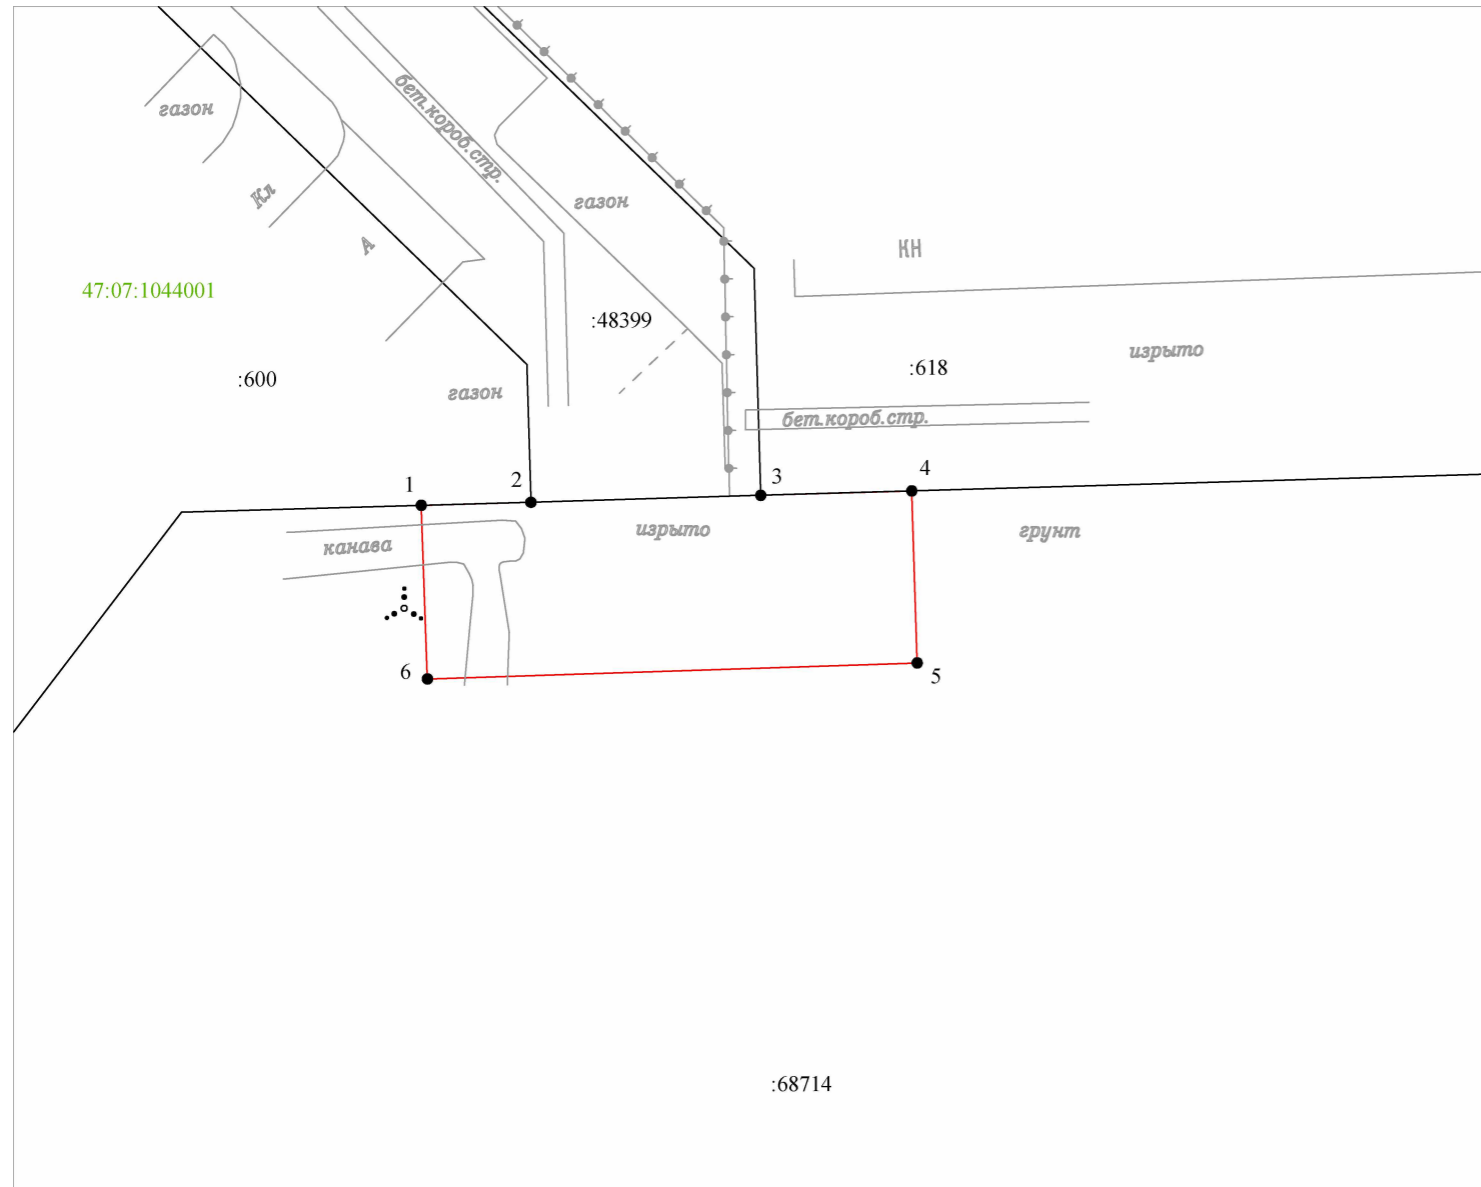 бет.короб.стр.
газон
Кл
газон
А
КН
47:07:1044001
:48399
изрыто
:618
:600
газон
бет.короб.стр.
4
3
2
1
изрыто
грунт
канава
6
5
:68714